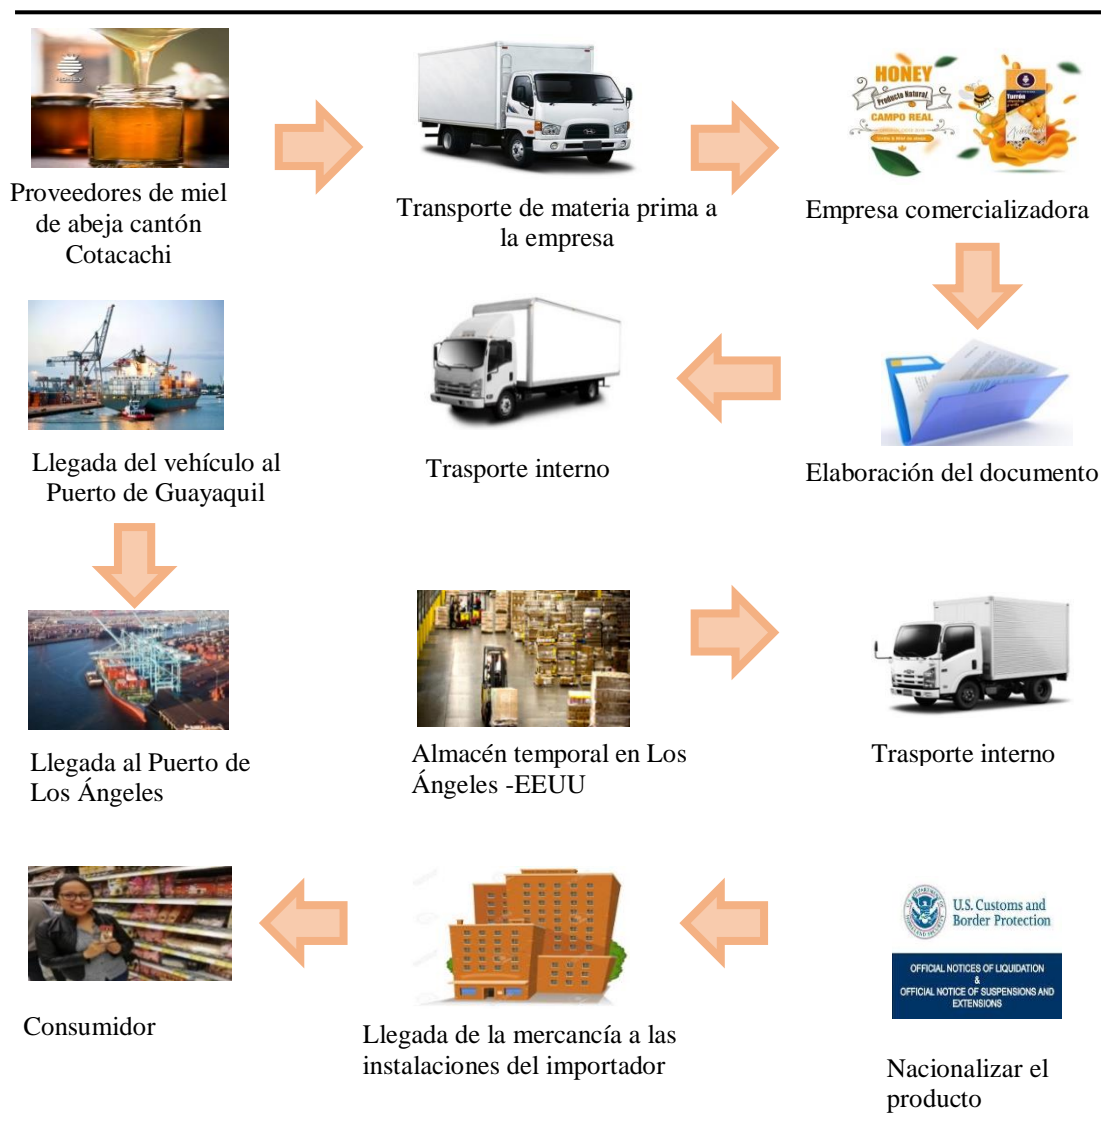 HONEY
HONEY
Producto Natural
CAMPO REAL
Turrón
Proveedores de miel
de abeja cantón
Cotacachi
Transporte de materia prima a
la empresa
Empresa comercializadora
Llegada del vehículo al
Puerto de Guayaquil
Trasporte interno
Elaboración del documento
Llegada al Puerto de
Los Ángeles
Almacén temporal en Los
Ángeles -EEUU
Trasporte interno
U.S. Customs and
Border Protection
OFFICIAL NOTICES OF LIQUIDATION
&
OFFICIAL NOTICE OF SUSPENSIONS AND
EXTENSIONS
Consumidor
Llegada de la mercancía a las
instalaciones del importador
Nacionalizar el
producto